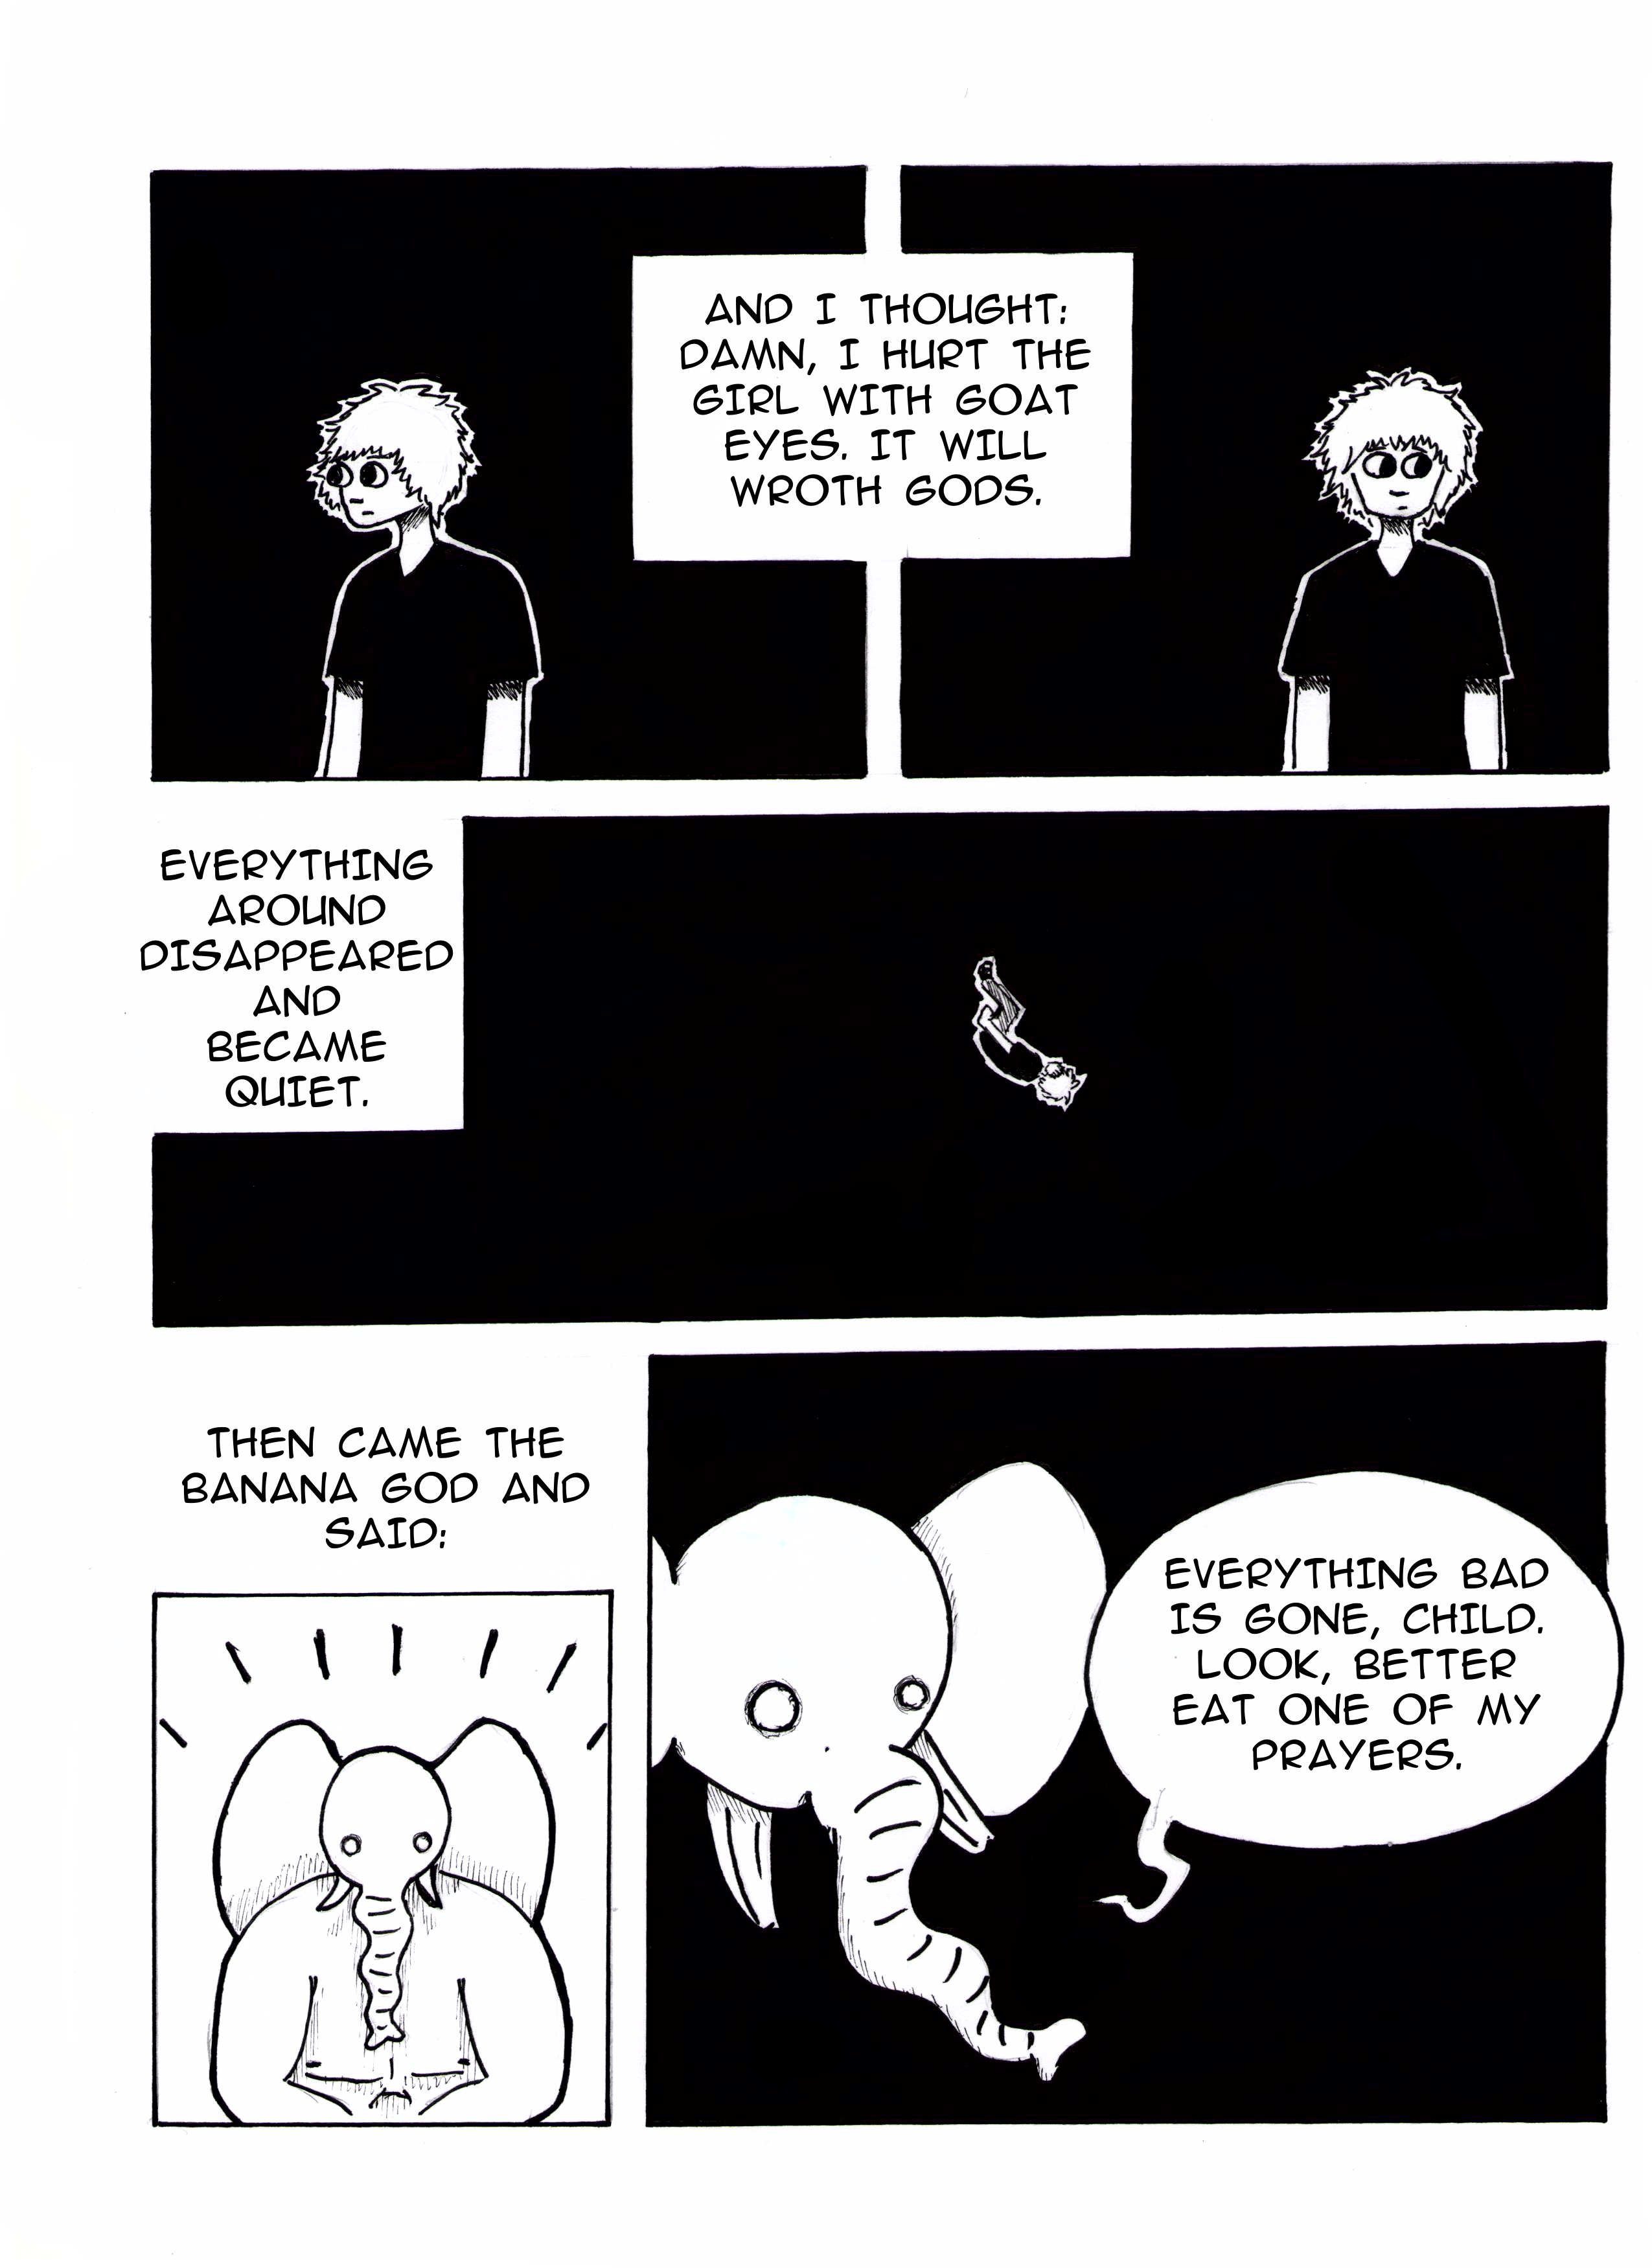 AND I THOUGHT:
DAMN, I HURT THE
GIRL WITH GOAT
EYES. IT WILL
WROTH GODS.
EVERYTHING
AROUND
DISAPPEARED
AND
BECAME
QUIET.
THEN CAME THE
BANANA GOD AND
SAID:
EVERYTHING BAD
IS GONE, CHILD.
LOOK, BETTER
EAT ONE OF MY
PRAYERS.